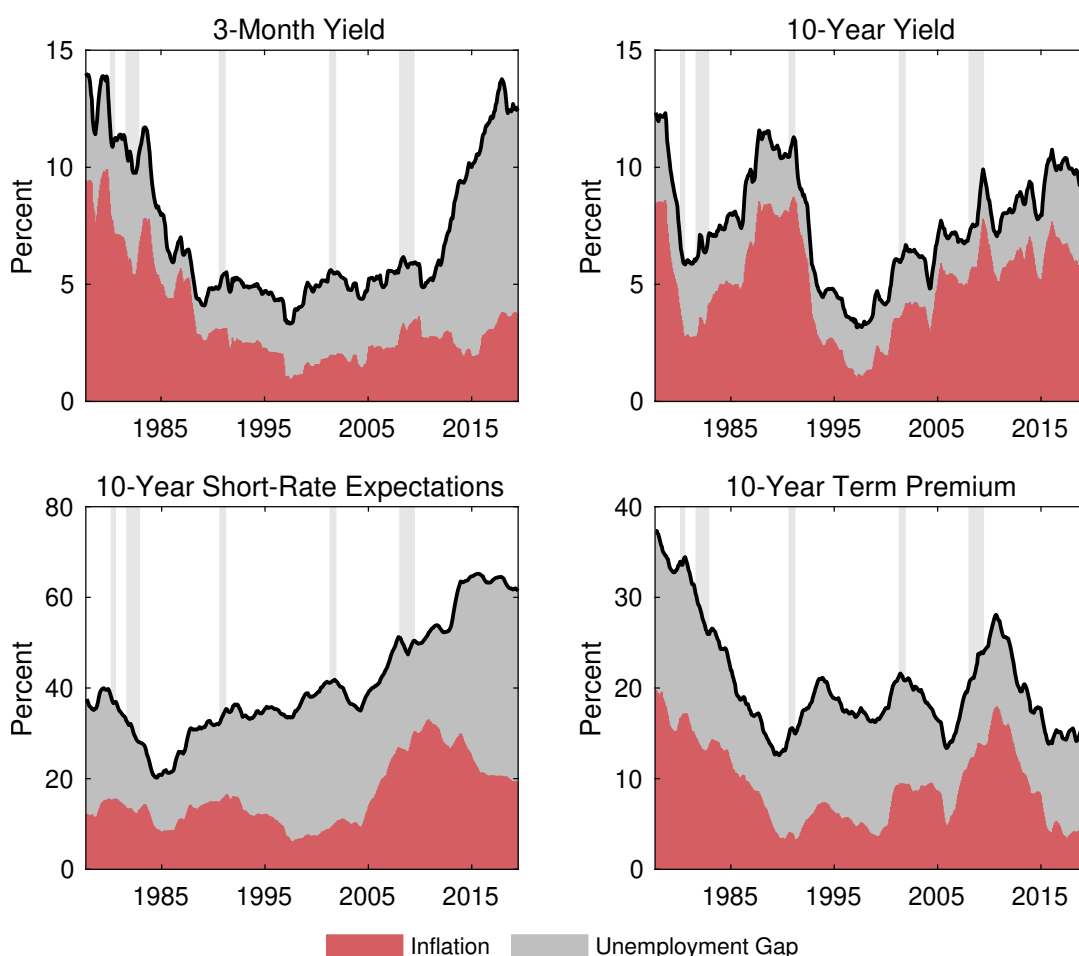 3-Month Yield
15
10
5
0
Percent
1985 1995 2005 2015
10-Year Yield
15
10
5
0
Percent
1985 1995 2005 2015
10-Year Short-Rate Expectations
80
60
40
20
0
Percent
1985 1995 2005 2015
10-Year Term Premium
40
30
20
10
0
Percent
1985 1995 2005 2015
Inflation Unemployment Gap